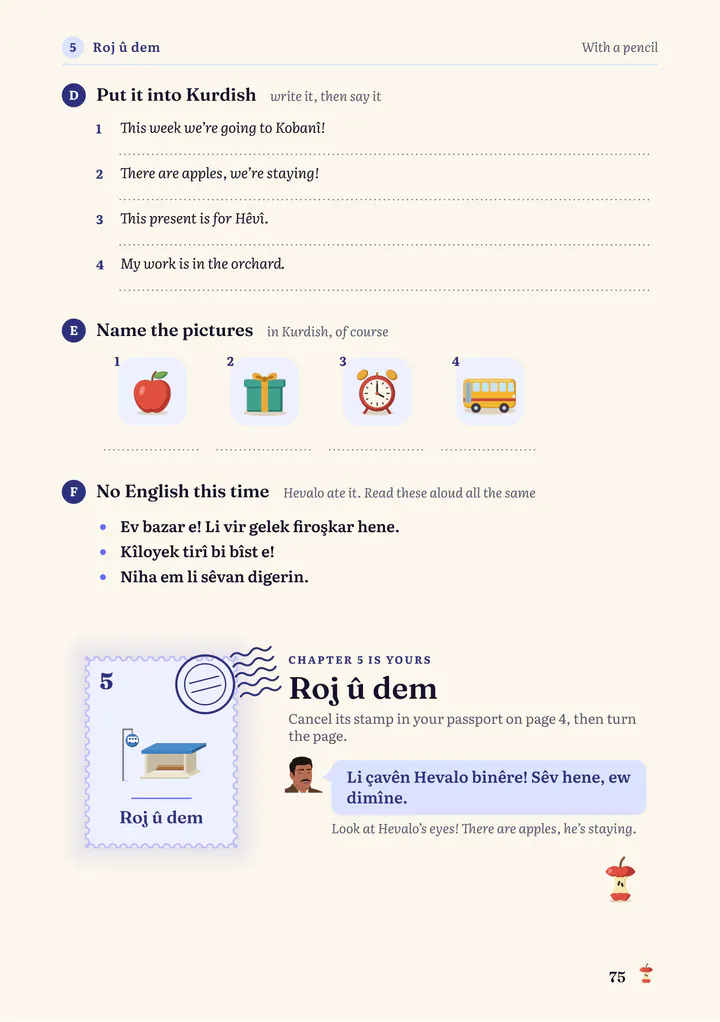 5 Roj û dem With a pencil
D Put it into Kurdish write it, then say it
1 This week we're going to Kobanî!
2 There are apples, we're staying!
3 This present is for Hêvî.
4 My work is in the orchard.
E Name the pictures in Kurdish, of course
1 2 3 4
F No English this time Hevalo ate it. Read these aloud all the same
• Ev bazar e! Li vir gelek firoşkar hene.
• Kîloyek tirî bi bîst e!
• Niha em li sêvan digerin.
5
Roj û dem
CHAPTER 5 IS YOURS
Roj û dem
Cancel its stamp in your passport on page 4, then turn
the page.
Li çavên Hevalo binêre! Sêv hene, ew
dimîne.
Look at Hevalo's eyes! There are apples, he's staying.
75